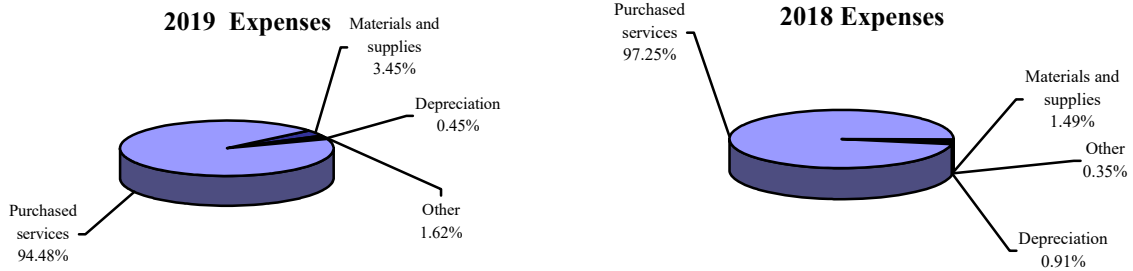 2019 Expenses
Materials and
supplies
3.45%
Depreciation
0.45%
Other
1.62%
Purchased
services
94.48%
2018 Expenses
Purchased
services
97.25%
Materials and
supplies
1.49%
Other
0.35%
Depreciation
0.91%